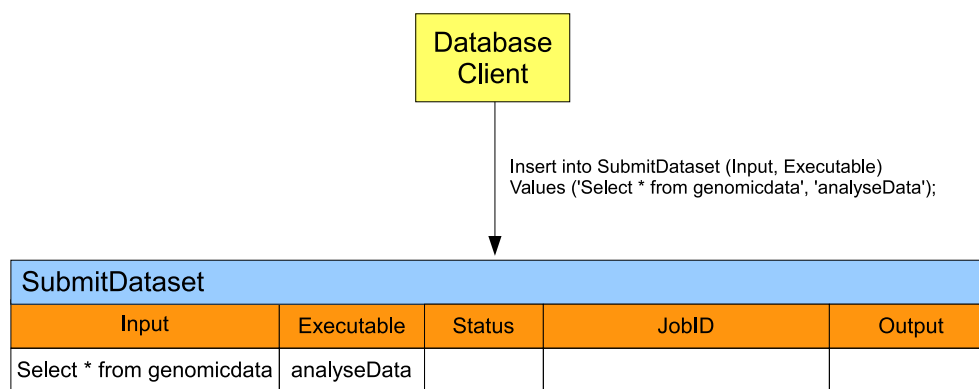 Database
Client
Insert into SubmitDataset (Input, Executable)
Values ('Select * from genomicdata', 'analyseData');
SubmitDataset
Input Executable Status JobID Output
Select * from genomicdata analyseData